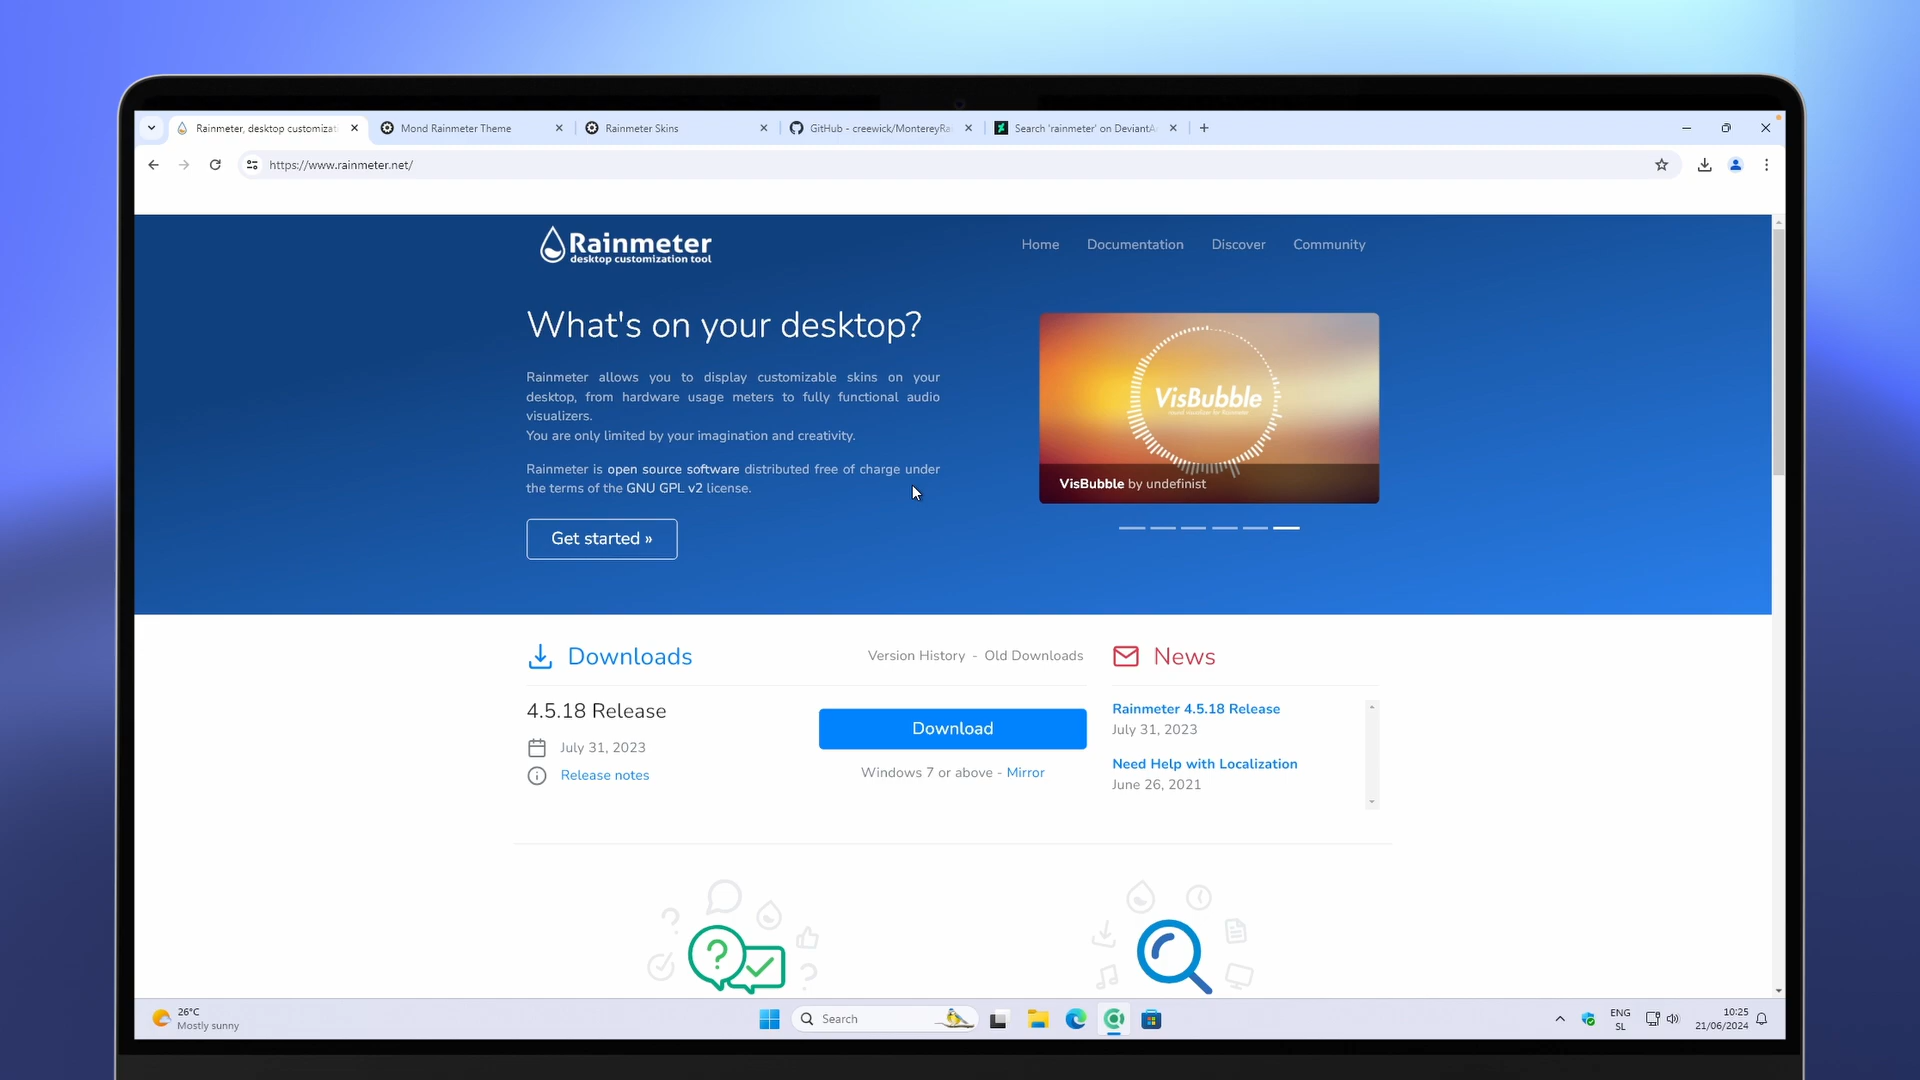 Rainmeter, desktop customizat
Mond Rainmeter Theme
Rainmeter Skins
GitHub - creewick/MontereyRa
Search 'rainmeter' on DeviantA
https://www.rainmeter.net/
Rainmeter
desktop customization tool
Home
Documentation
Discover
Community
What's on your desktop?
Rainmeter allows you to display customizable skins on your
desktop, from hardware usage meters to fully functional audio
visualizers.
You are only limited by your imagination and creativity.
Rainmeter is open source software distributed free of charge under
the terms of the GNU GPL v2 license.
Get started »
VisBubble
sound visualizer for Rainmeter
VisBubble by undefinist
Downloads
Version History - Old Downloads
4.5.18 Release
July 31, 2023
Release notes
Download
Windows 7 or above - Mirror
News
Rainmeter 4.5.18 Release
July 31, 2023
Need Help with Localization
June 26, 2021
26°C
Mostly sunny
Search
ENG
SL
10:25
21/06/2024